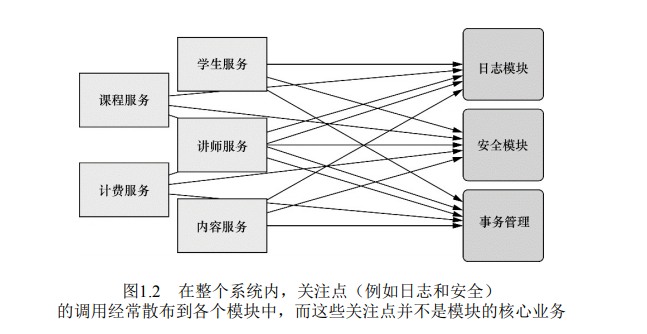 学生服务
课程服务
讲师服务
计费服务
内容服务
日志模块
安全模块
事务管理
图1.2 在整个系统内，关注点（例如日志和安全）
的调用经常散布到各个模块中，而这些关注点并不是模块的核心业务